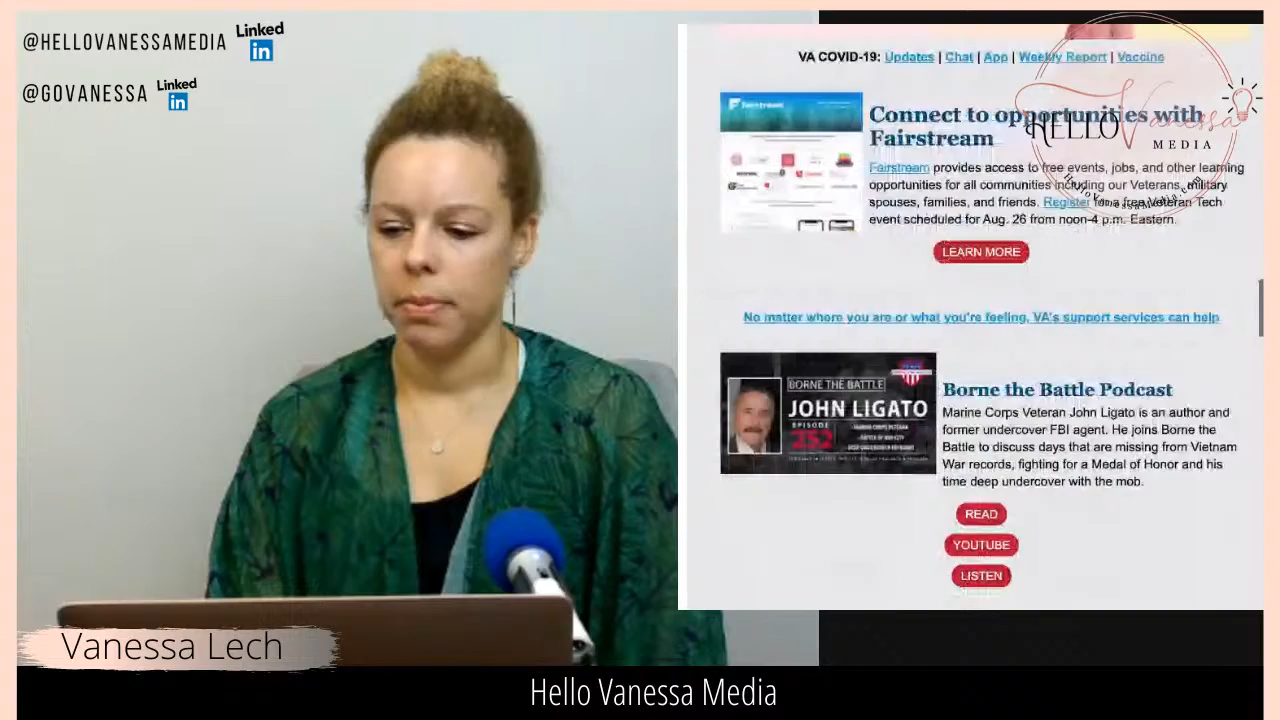 @HELLOVANESSAMEDIA
Linked
in
@GOVANESSA
Linked
in
VA COVID-19: Updates | Chat | App | Weekly Report | Vaccine
Connect to opportunities with
Fairstream
Fairstream provides access to free events, jobs, and other learning
opportunities for all communities including our Veterans, military
spouses, families, and friends. Register for a free Veteran Tech
event scheduled for Aug. 26 from noon-4 p.m. Eastern.
LEARN MORE
HELLO Vanessa
MEDIA
No matter where you are or what you're feeling, VA's support services can help
BORNE THE BATTLE
JOHN LIGATO
EPISODE
252
Borne the Battle Podcast
Marine Corps Veteran John Ligato is an author and
former undercover FBI agent. He joins Borne the
Battle to discuss days that are missing from Vietnam
War records, fighting for a Medal of Honor and his
time deep undercover with the mob.
READ
YOUTUBE
LISTEN
Vanessa Lech
Hello Vanessa Media